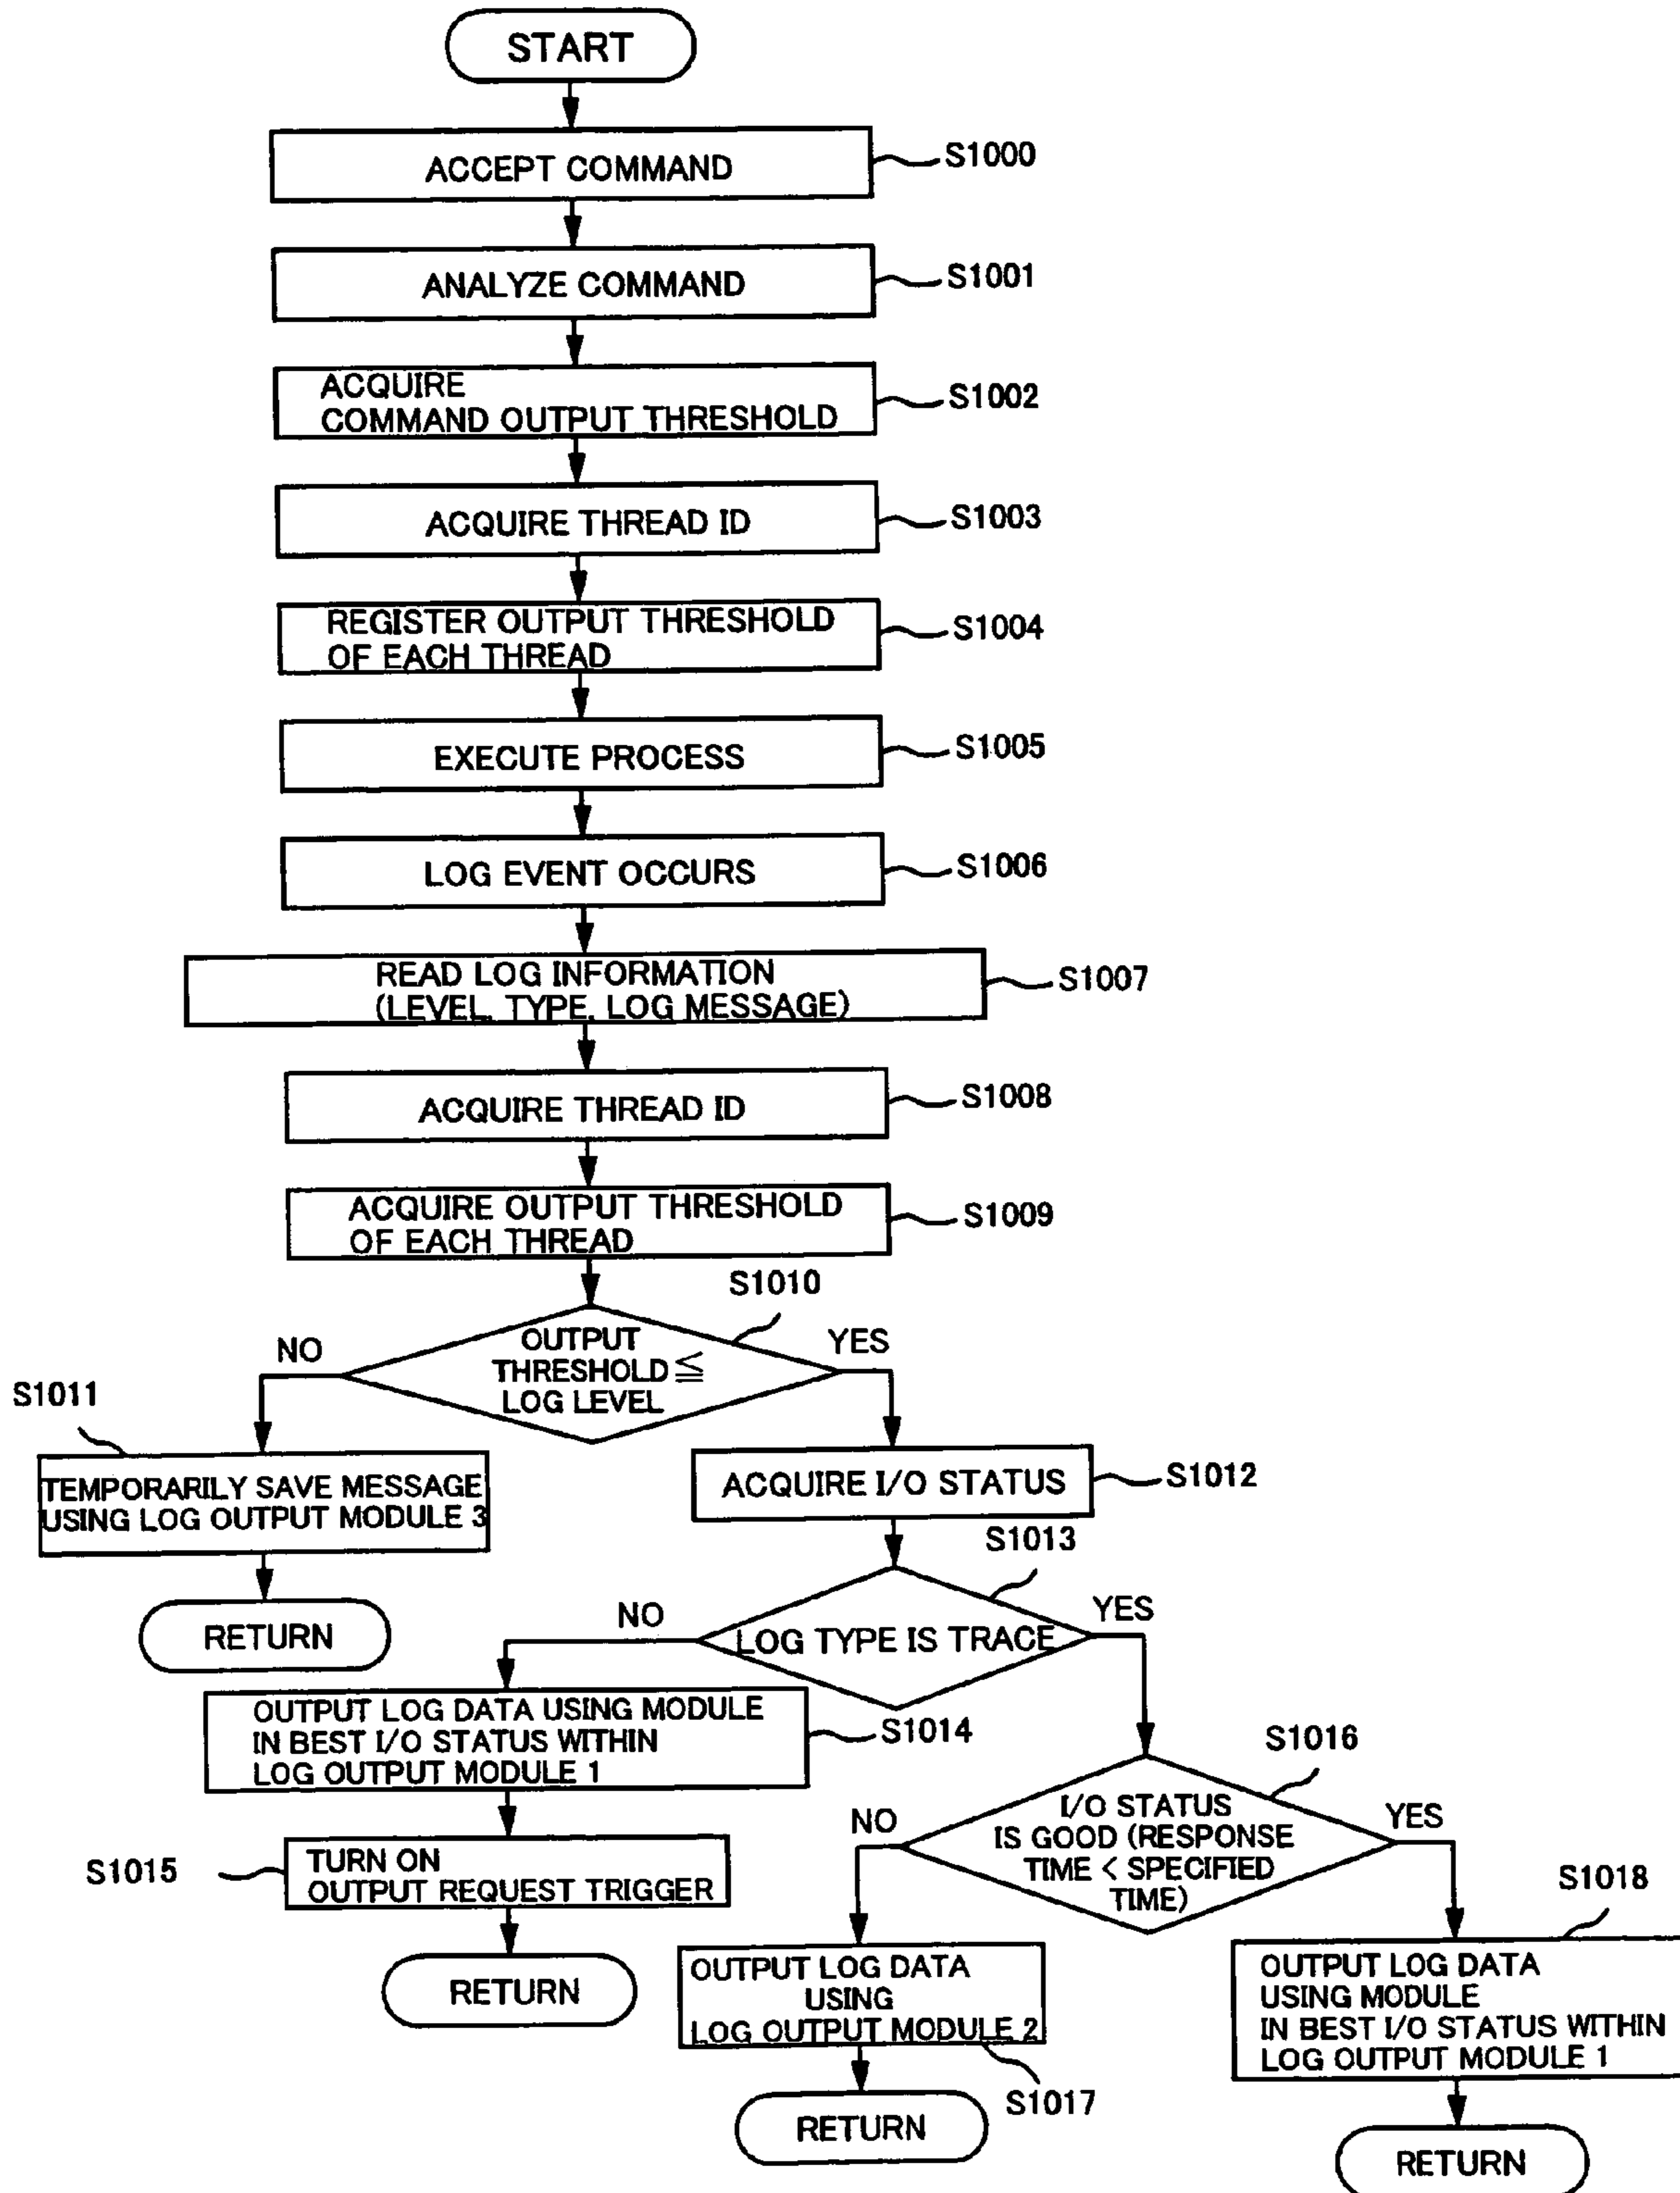 START
ACCEPT COMMAND
S1000
ANALYZE COMMAND
S1001
ACQUIRE
COMMAND OUTPUT THRESHOLD
S1002
ACQUIRE THREAD ID
S1003
REGISTER OUTPUT THRESHOLD
OF EACH THREAD
S1004
EXECUTE PROCESS
S1005
LOG EVENT OCCURS
S1006
READ LOG INFORMATION
(LEVEL, TYPE, LOG MESSAGE)
S1007
ACQUIRE THREAD ID
S1008
ACQUIRE OUTPUT THRESHOLD
OF EACH THREAD
S1009
S1010
OUTPUT
THRESHOLD ≦
LOG LEVEL
NO
YES
S1011
TEMPORARILY SAVE MESSAGE
USING LOG OUTPUT MODULE 3
RETURN
ACQUIRE I/O STATUS
S1012
S1013
LOG TYPE IS TRACE
NO
YES
OUTPUT LOG DATA USING MODULE
IN BEST I/O STATUS WITHIN
LOG OUTPUT MODULE 1
S1014
S1015
TURN ON
OUTPUT REQUEST TRIGGER
RETURN
S1016
I/O STATUS
IS GOOD (RESPONSE
TIME < SPECIFIED
TIME)
NO
YES
OUTPUT LOG DATA
USING
LOG OUTPUT MODULE 2
S1017
RETURN
S1018
OUTPUT LOG DATA
USING MODULE
IN BEST I/O STATUS WITHIN
LOG OUTPUT MODULE 1
RETURN